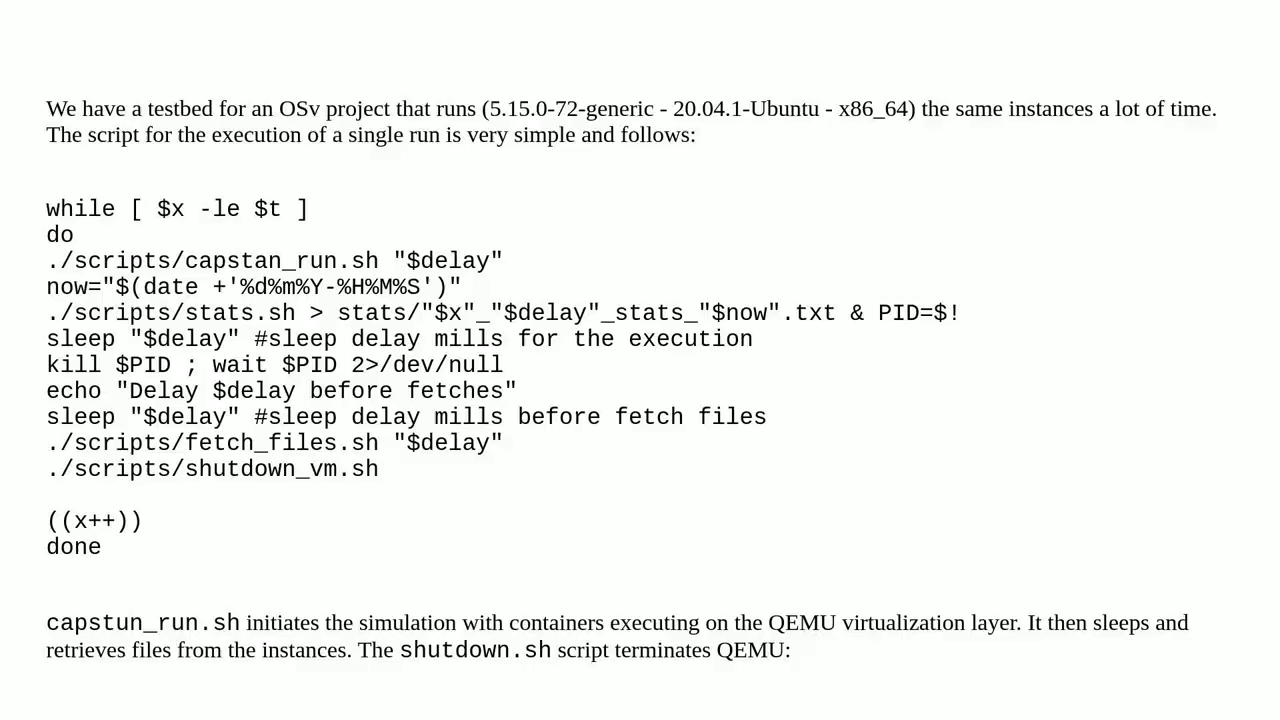 We have a testbed for an OSv project that runs (5.15.0-72-generic - 20.04.1-Ubuntu - x86_64) the same instances a lot of time.
The script for the execution of a single run is very simple and follows:
while [ $x -le $t ]
do
./scripts/capstan_run.sh "$delay"
now="$(date +'%d%m%Y-%H%M%S')"
./scripts/stats.sh > stats/"$x"_"$delay"_stats_"$now".txt & PID=$!
sleep "$delay" #sleep delay mills for the execution
kill $PID ; wait $PID 2>/dev/null
echo "Delay $delay before fetches"
sleep "$delay" #sleep delay mills before fetch files
./scripts/fetch_files.sh "$delay"
./scripts/shutdown_vm.sh
((x++))
done
capstun_run.sh initiates the simulation with containers executing on the QEMU virtualization layer. It then sleeps and
retrieves files from the instances. The shutdown.sh script terminates QEMU: